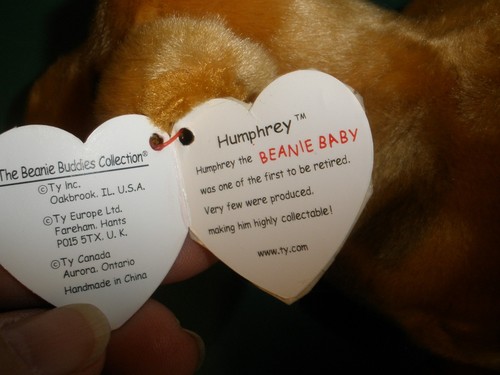 The Beanie Buddies Collection®
©Ty Inc.
Oakbrook. IL. U.S.A.
©Ty Europe Ltd.
Fareham. Hants
PO15 5TX. U. K.
©Ty Canada
Aurora. Ontario
Handmade in China
Humphrey™
Humphrey the BEANIE BABY
was one of the first to be retired.
Very few were produced.
making him highly collectable!
www.ty.com